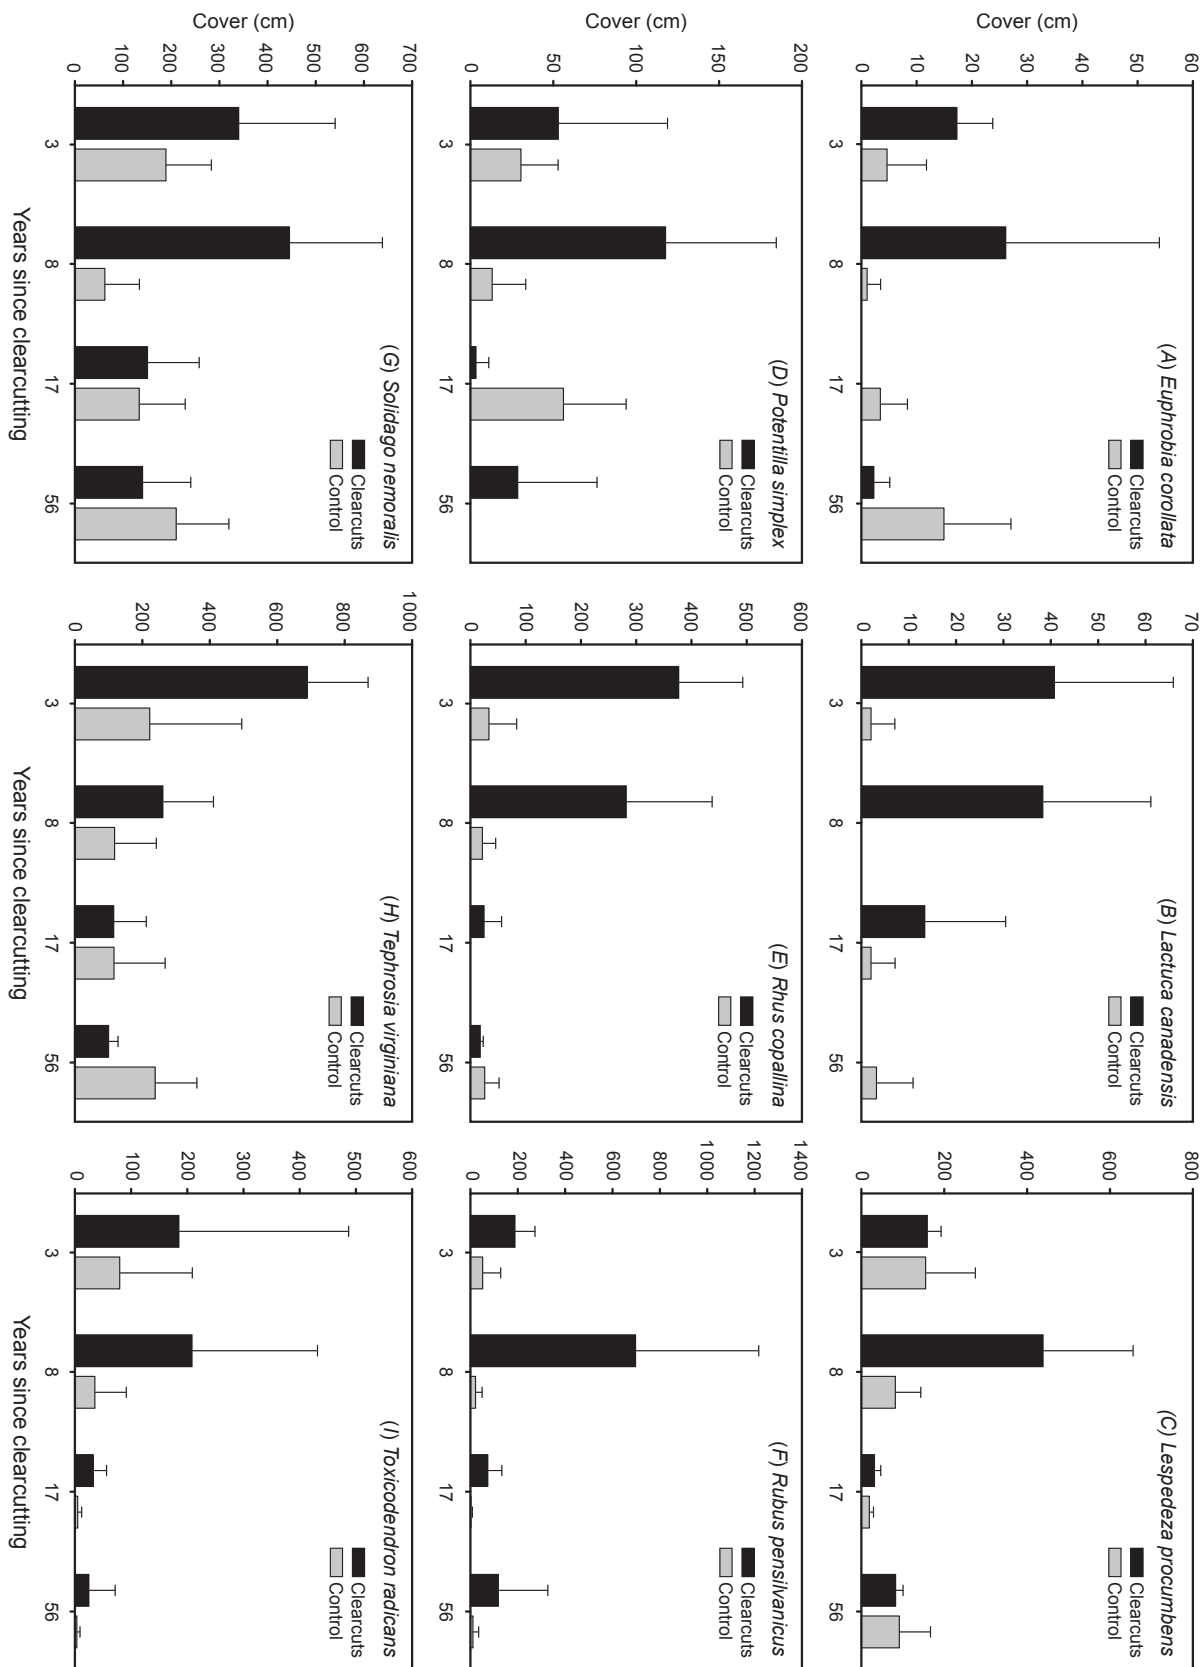 (A) Euphrobia corollata
Clearcuts
Control
Cover (cm)
60
50
40
30
20
10
0
3 8 17 56
(B) Lactuca canadensis
Clearcuts
Control
70
60
50
40
30
20
10
0
3 8 17 56
(C) Lespedeza procumbens
Clearcuts
Control
800
600
400
200
0
3 8 17 56
(D) Potentilla simplex
Clearcuts
Control
Cover (cm)
200
150
100
50
0
3 8 17 56
(E) Rhus copallina
Clearcuts
Control
600
500
400
300
200
100
0
3 8 17 56
(F) Rubus pensilvanicus
Clearcuts
Control
1400
1200
1000
800
600
400
200
0
3 8 17 56
(G) Solidago nemoralis
Clearcuts
Control
Cover (cm)
700
600
500
400
300
200
100
0
3 8 17 56
Years since clearcutting
(H) Tephrosia virginiana
Clearcuts
Control
1000
800
600
400
200
0
3 8 17 56
Years since clearcutting
(I) Toxicodendron radicans
Clearcuts
Control
600
500
400
300
200
100
0
3 8 17 56
Years since clearcutting